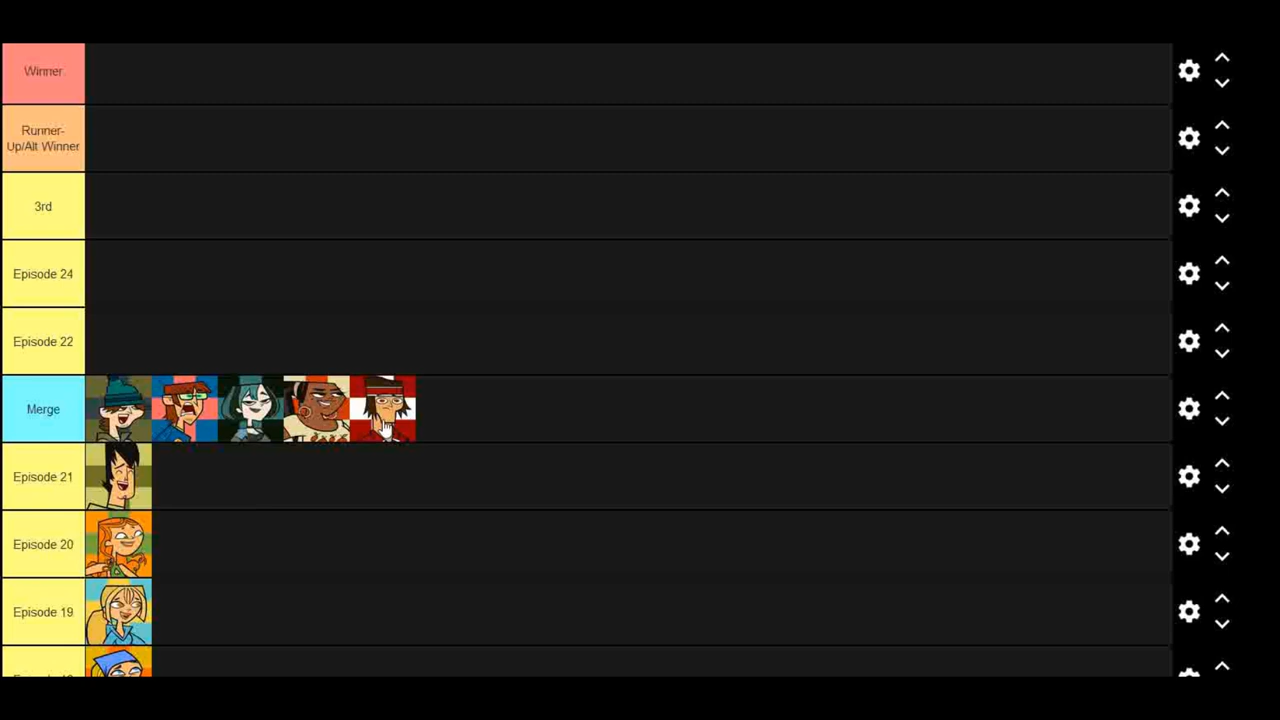 Winner
Runner-
Up/Alt Winner
3rd
Episode 24
Episode 22
Merge
Episode 21
Episode 20
Episode 19